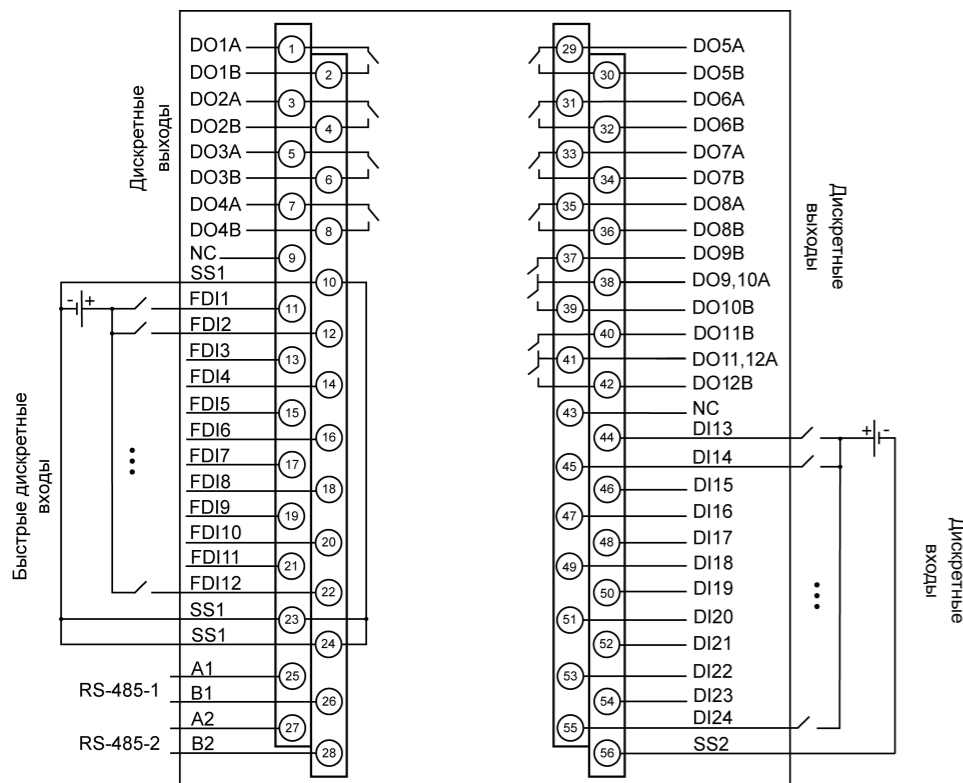 DO1A
1
DO1B
2
DO2A
3
DO2B
4
DO3A
5
DO3B
6
DO4A
7
DO4B
8
NC
9
SS1
10
- +
FDI1
11
FDI2
12
FDI3
13
FDI4
14
FDI5
15
FDI6
16
FDI7
17
FDI8
18
FDI9
19
FDI10
20
FDI11
21
FDI12
22
SS1
23
SS1
24
A1
25
RS-485-1
B1
26
A2
27
RS-485-2
B2
28
Дискретные
выходы
Быстрые дискретные
входы
29
DO5A
30
DO5B
31
DO6A
32
DO6B
33
DO7A
34
DO7B
35
DO8A
36
DO8B
37
DO9B
38
DO9,10A
39
DO10B
40
DO11B
41
DO11,12A
42
DO12B
43
NC
44
DI13
+ -
45
DI14
46
DI15
47
DI16
48
DI17
49
DI18
50
DI19
51
DI20
52
DI21
53
DI22
54
DI23
55
DI24
56
SS2
Дискретные
выходы
Дискретные
входы